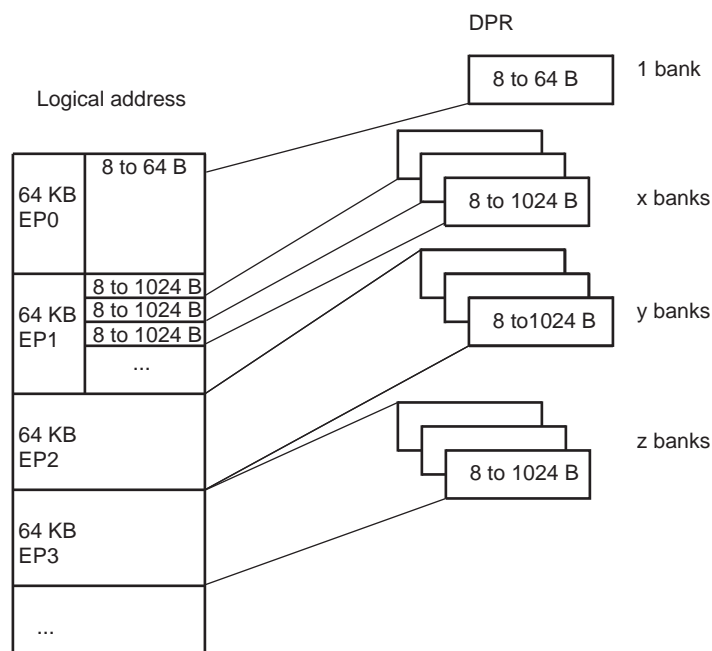 DPR
8 to 64 B
1 bank
Logical address
8 to 64 B
64 KB
EP0
8 to 1024 B
x banks
8 to 1024 B
8 to 1024 B
8 to 1024 B
...
64 KB
EP1
8 to1024 B
y banks
64 KB
EP2
8 to 1024 B
z banks
64 KB
EP3
...